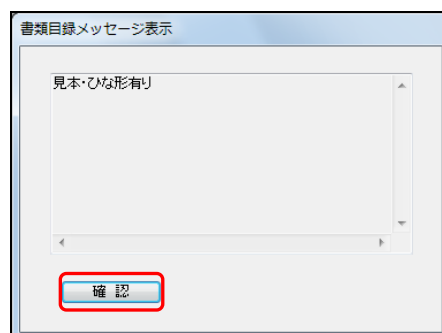 書類目録メッセージ表示
見本・ひな形有り
確 認